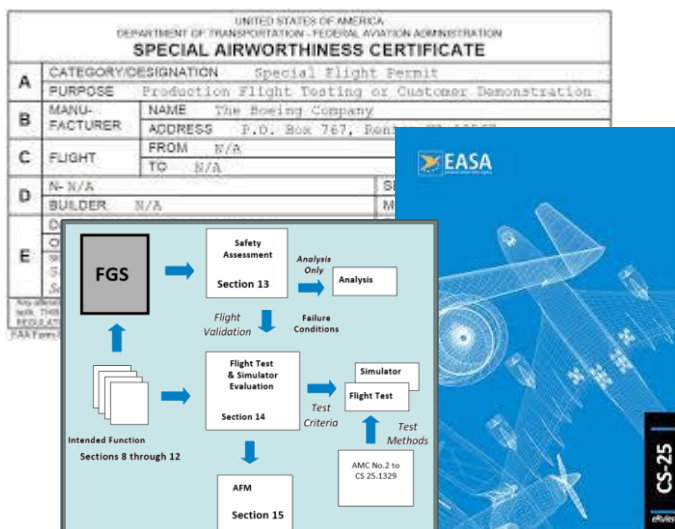 UNITED STATES OF AMERICA
DEPARTMENT OF TRANSPORTATION - FEDERAL AVIATION ADMINISTRATION
SPECIAL AIRWORTHINESS CERTIFICATE
A
CATEGORY/DESIGNATION Special Flight Permit
PURPOSE Production Flight Testing or Customer Demonstration
B
MANU-
FACTURER
NAME The Boeing Company
ADDRESS P.O. Box 767,
C
FLIGHT
FROM N/A
TO N/A
D
N- N/A
BUILDER N/A
E
EASA
CS-25
FGS
Safety
Assessment
Section 13
Analysis
Only
Analysis
Flight
Validation
Failure
Conditions
Intended Function
Sections 8 through 12
Flight Test
& Simulator
Evaluation
Section 14
Test
Criteria
Simulator
Flight Test
Test
Methods
AMC No.2 to
CS 25.1329
AFM
Section 15